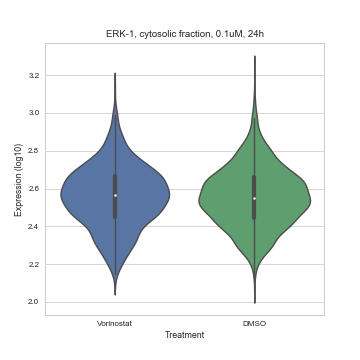 ERK-1, cytosolic fraction, 0.1uM, 24h
Expression (log10)
3.2
3.0
2.8
2.6
2.4
2.2
2.0
Vorinostat
DMSO
Treatment